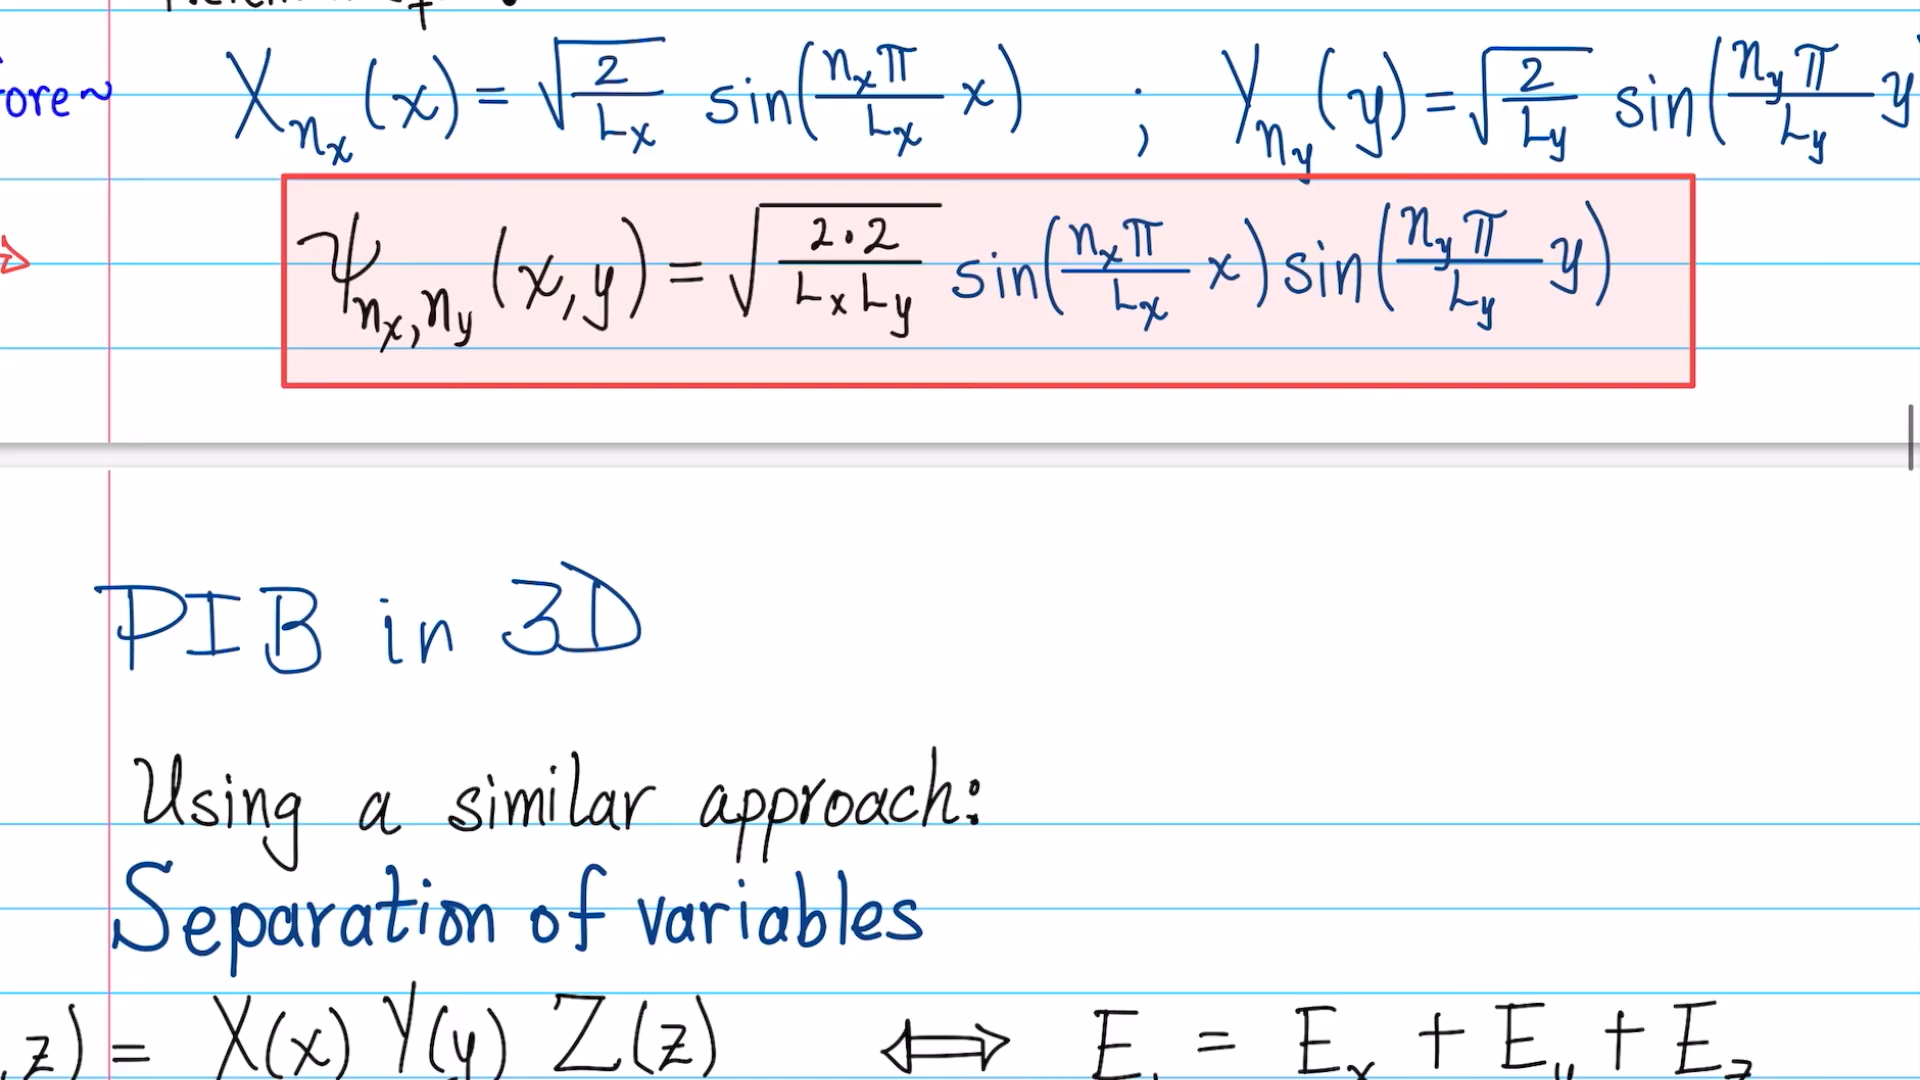 X_{n_x}(x) = √(2/L_x) sin(n_xπ/L_x x) ; Y_{n_y}(y) = √(2/L_y) sin(n_yπ/L_y y
ψ_{n_x,n_y}(x,y) = √(2·2/L_xL_y) sin(n_xπ/L_x x) sin(n_yπ/L_y y)
PIB in 3D
Using a similar approach:
Separation of variables
,z) = X(x) Y(y) Z(z) ⟺ E = E_x + E_y + E_z